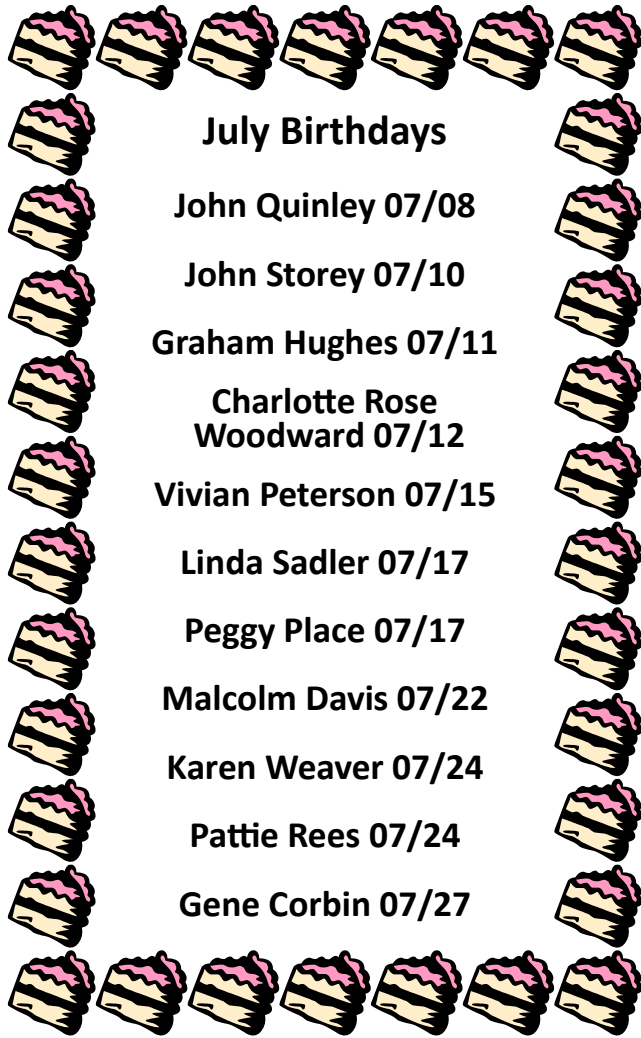 July Birthdays
John Quinley 07/08
John Storey 07/10
Graham Hughes 07/11
Charlotte Rose
Woodward 07/12
Vivian Peterson 07/15
Linda Sadler 07/17
Peggy Place 07/17
Malcolm Davis 07/22
Karen Weaver 07/24
Pattie Rees 07/24
Gene Corbin 07/27